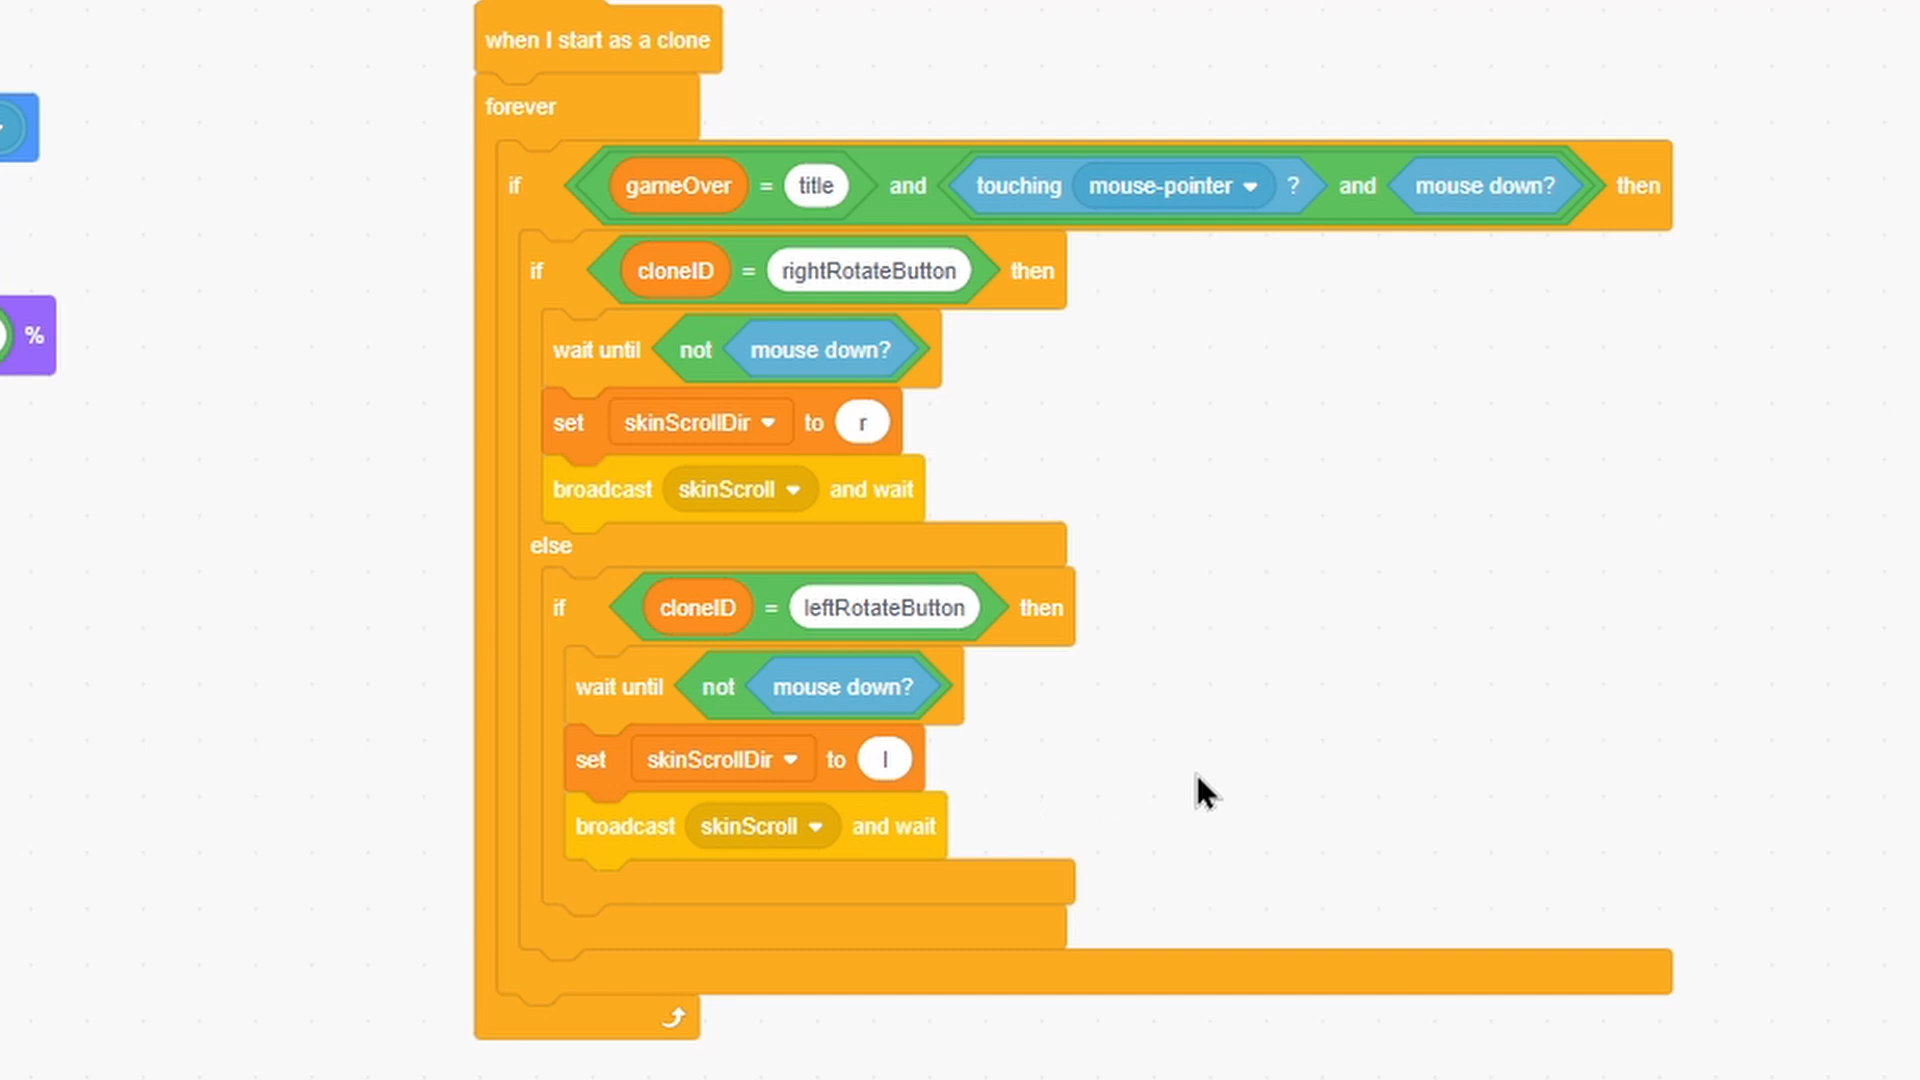 when I start as a clone
forever
if gameOver = title and touching mouse-pointer ? and mouse down? then
if cloneID = rightRotateButton then
wait until not mouse down?
%
set skinScrollDir to r
broadcast skinScroll and wait
else
if cloneID = leftRotateButton then
wait until not mouse down?
set skinScrollDir to l
broadcast skinScroll and wait